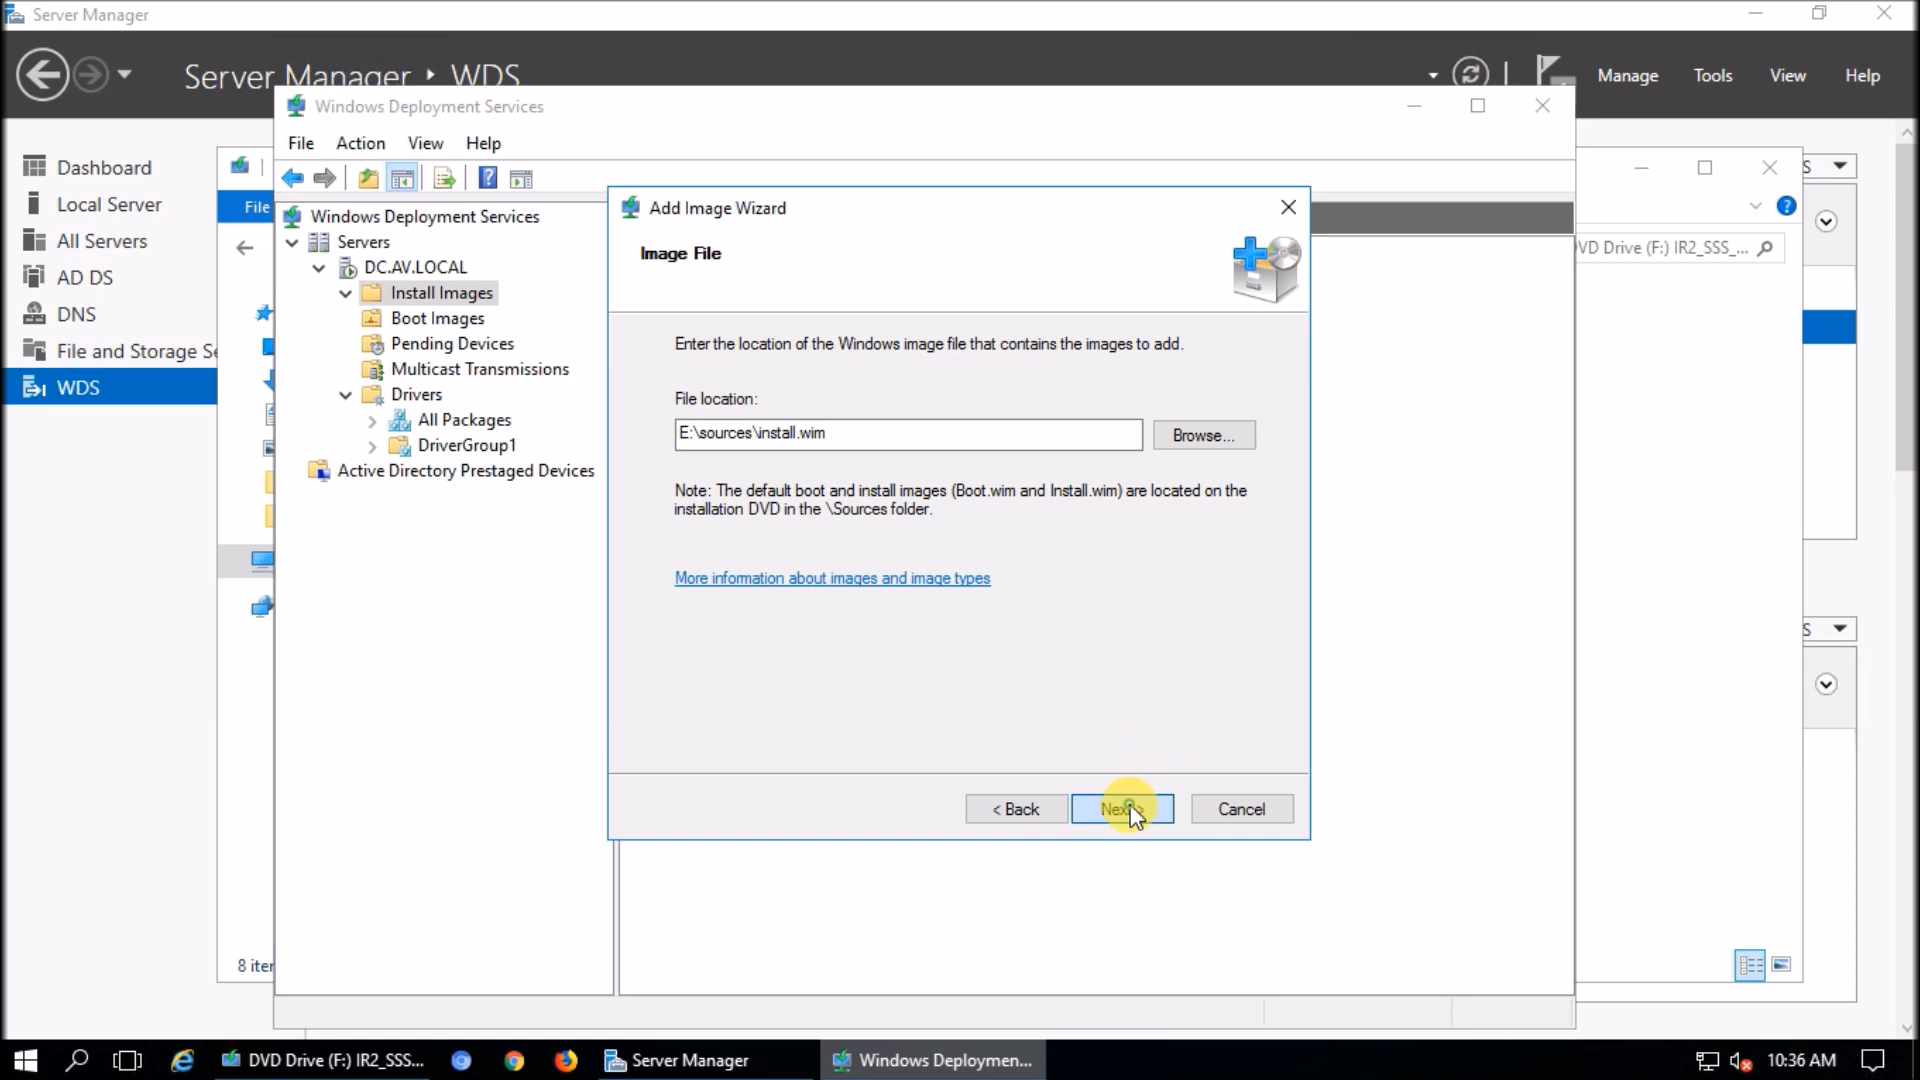 Server Manager
Server Manager ▸ WDS
Manage
Tools
View
Help
Dashboard
Local Server
All Servers
AD DS
DNS
File and Storage Se
WDS
File
8 iter
Windows Deployment Services
File
Action
View
Help
Windows Deployment Services
Servers
DC.AV.LOCAL
Install Images
Boot Images
Pending Devices
Multicast Transmissions
Drivers
All Packages
DriverGroup1
Active Directory Prestaged Devices
Add Image Wizard
Image File
Enter the location of the Windows image file that contains the images to add.
File location:
E:\sources\install.wim
Browse...
Note: The default boot and install images (Boot.wim and Install.wim) are located on the
installation DVD in the \Sources folder.
More information about images and image types
< Back
Next >
Cancel
S
VD Drive (F:) IR2_SSS_...
S
DVD Drive (F:) IR2_SSS...
Server Manager
Windows Deploymen...
10:36 AM